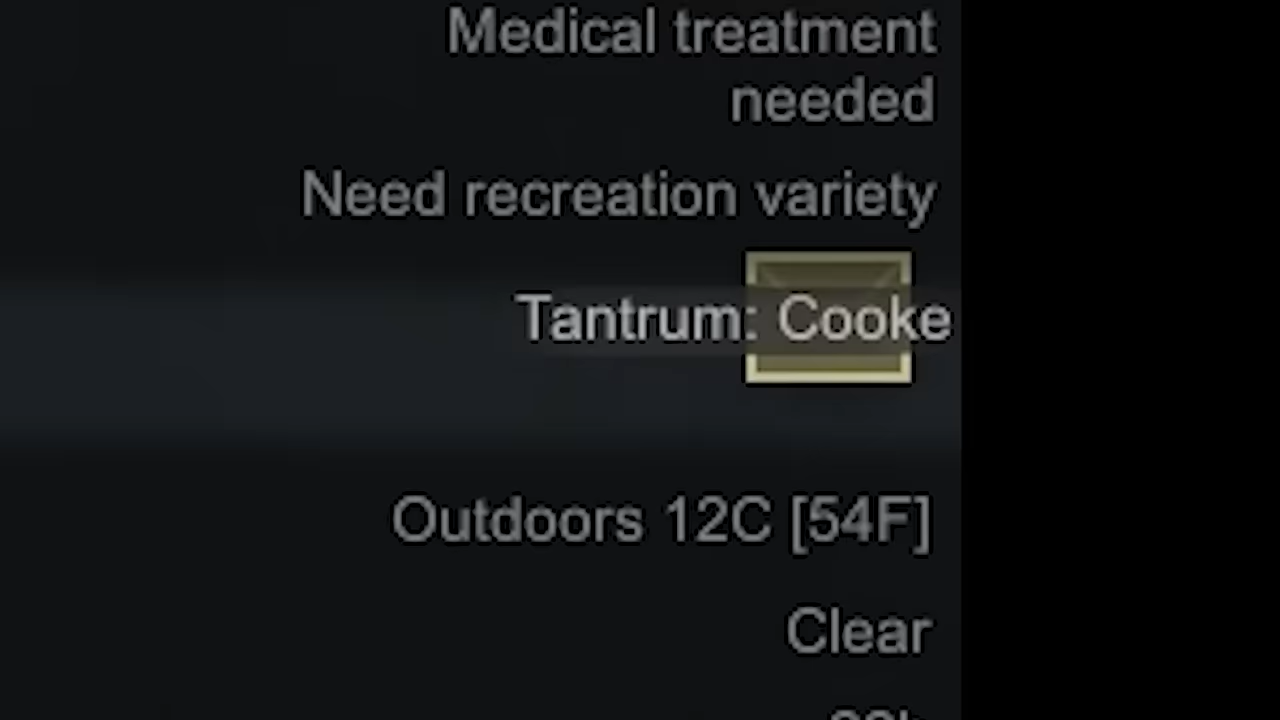 Medical treatment
needed
Need recreation variety
Tantrum: Cooke
Outdoors 12C [54F]
Clear